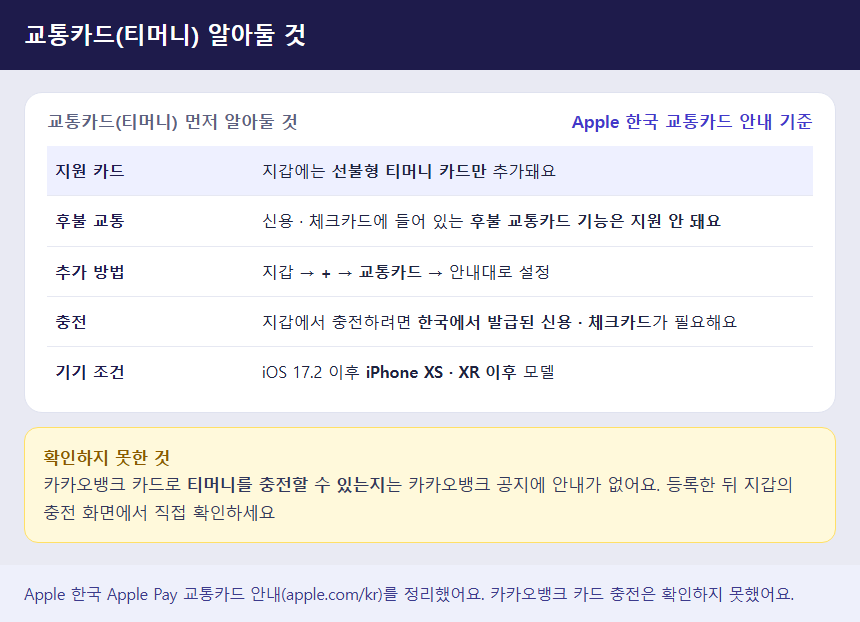 교통카드(티머니) 알아둘 것
교통카드(티머니) 먼저 알아둘 것
Apple 한국 교통카드 안내 기준
지원 카드 지갑에는 선불형 티머니 카드만 추가돼요
후불 교통 신용 · 체크카드에 들어 있는 후불 교통카드 기능은 지원 안 돼요
추가 방법 지갑 → + → 교통카드 → 안내대로 설정
충전 지갑에서 충전하려면 한국에서 발급된 신용 · 체크카드가 필요해요
기기 조건 iOS 17.2 이후 iPhone XS · XR 이후 모델
확인하지 못한 것
카카오뱅크 카드로 티머니를 충전할 수 있는지는 카카오뱅크 공지에 안내가 없어요. 등록한 뒤 지갑의
충전 화면에서 직접 확인하세요
Apple 한국 Apple Pay 교통카드 안내(apple.com/kr)를 정리했어요. 카카오뱅크 카드 충전은 확인하지 못했어요.